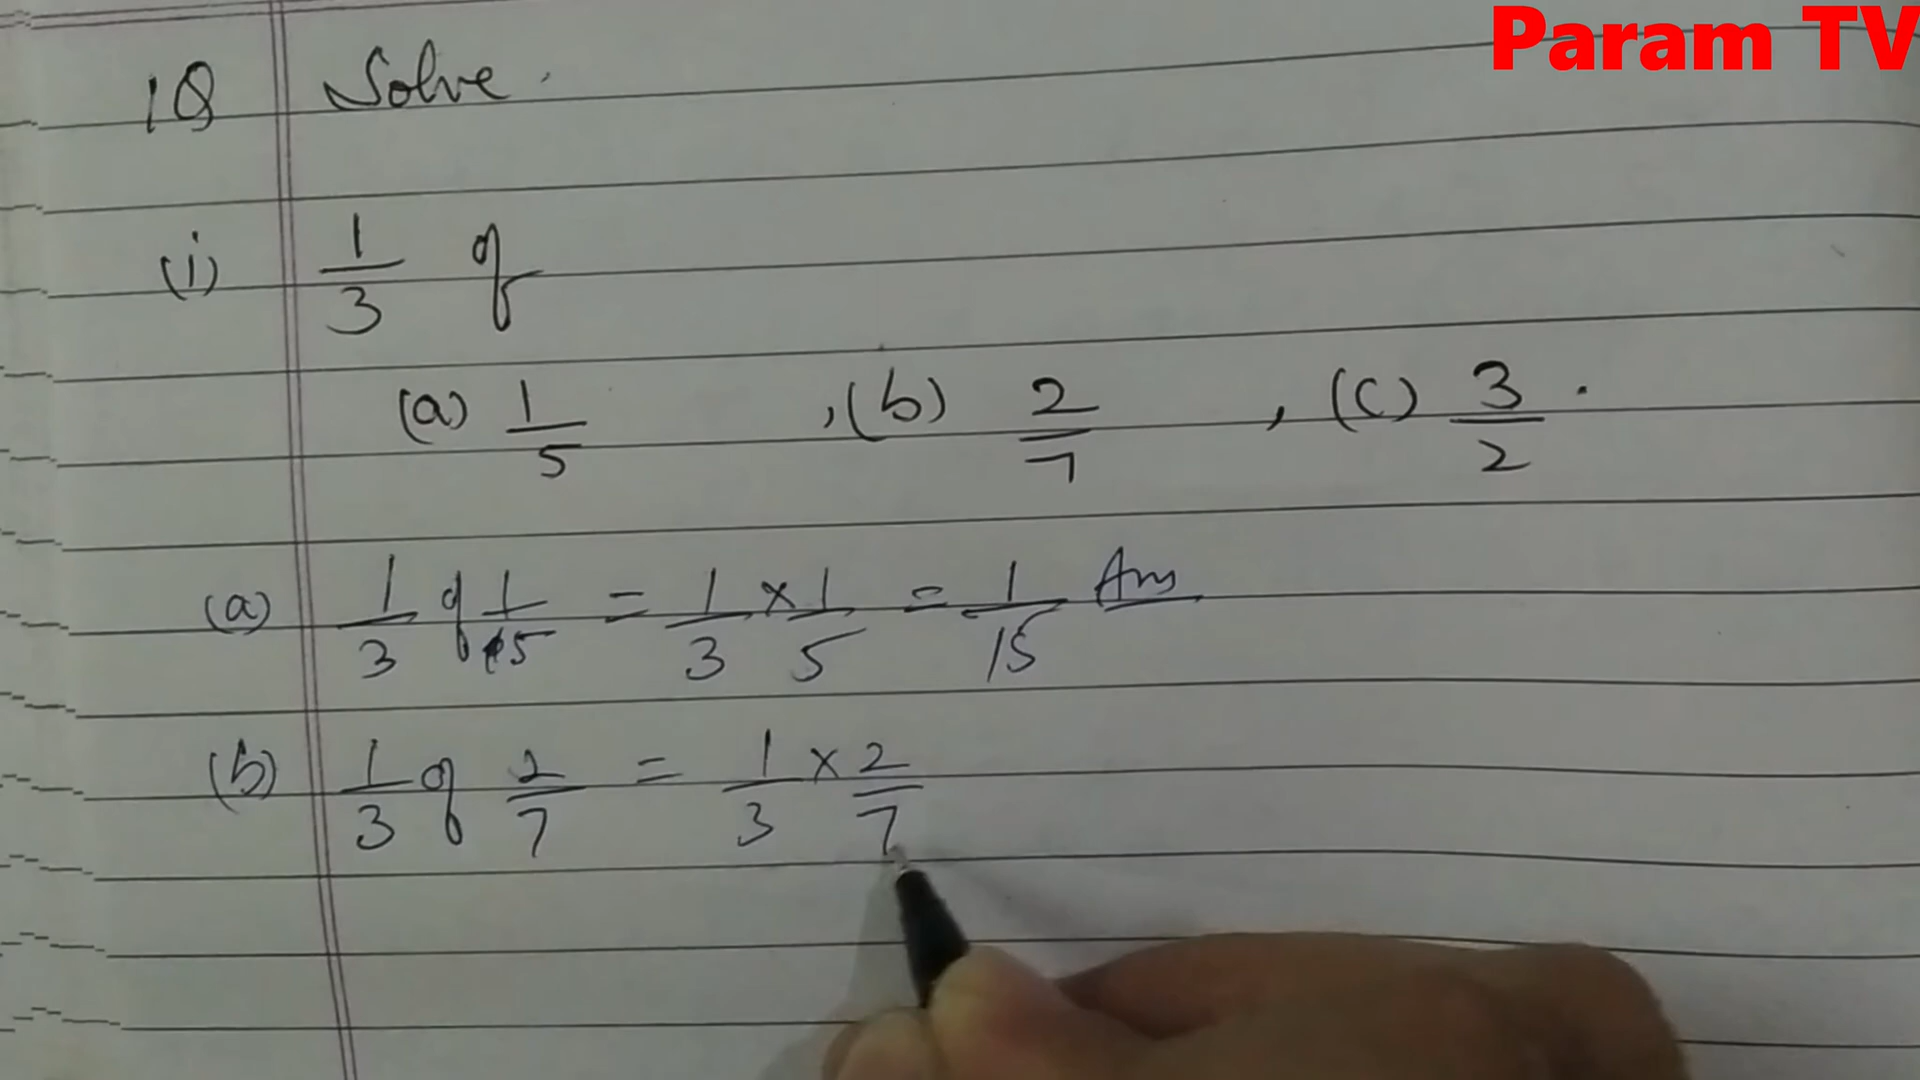 Param TV
1Q Solve.
(i) 1/3 of
(a) 1/5 , (b) 2/7 , (c) 3/2 .
(a) 1/3 of 1/5 = 1/3 × 1/5 = 1/15 Ans
(b) 1/3 of 2/7 = 1/3 × 2/7